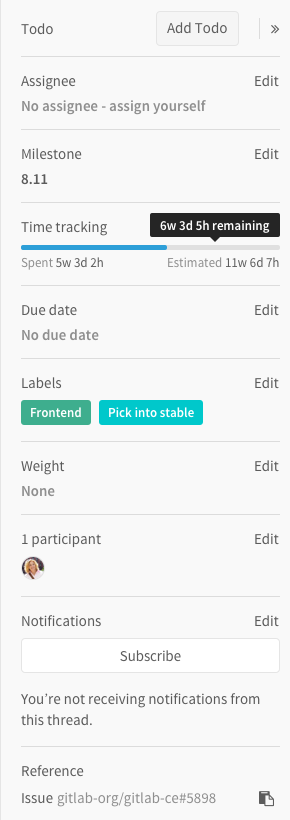 Todo Add Todo »
Assignee Edit
No assignee - assign yourself
Milestone Edit
8.11
Time tracking 6w 3d 5h remaining
Spent 5w 3d 2h Estimated 11w 6d 7h
Due date Edit
No due date
Labels Edit
Frontend Pick into stable
Weight Edit
None
1 participant Edit
Notifications Edit
Subscribe
You’re not receiving notifications from
this thread.
Reference
Issue gitlab-org/gitlab-ce#5898